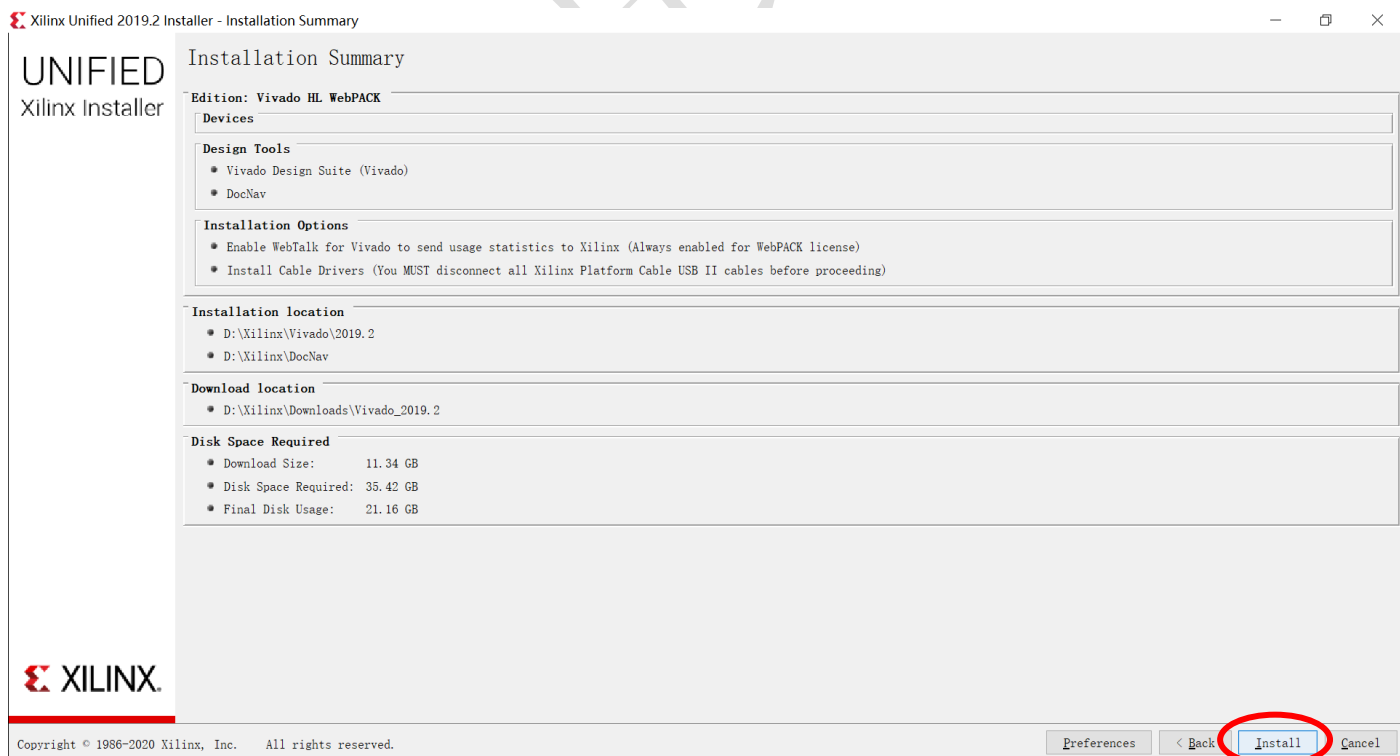 Xilinx Unified 2019.2 Installer - Installation Summary
UNIFIED
Xilinx Installer
Installation Summary
Edition: Vivado HL WebPACK
Devices
Design Tools
Vivado Design Suite (Vivado)
DocNav
Installation Options
Enable WebTalk for Vivado to send usage statistics to Xilinx (Always enabled for WebPACK license)
Install Cable Drivers (You MUST disconnect all Xilinx Platform Cable USB II cables before proceeding)
Installation location
D:\Xilinx\Vivado\2019.2
D:\Xilinx\DocNav
Download location
D:\Xilinx\Downloads\Vivado_2019.2
Disk Space Required
Download Size: 11.34 GB
Disk Space Required: 35.42 GB
Final Disk Usage: 21.16 GB
XILINX.
Copyright © 1986-2020 Xilinx, Inc. All rights reserved.
Preferences < Back Install Cancel